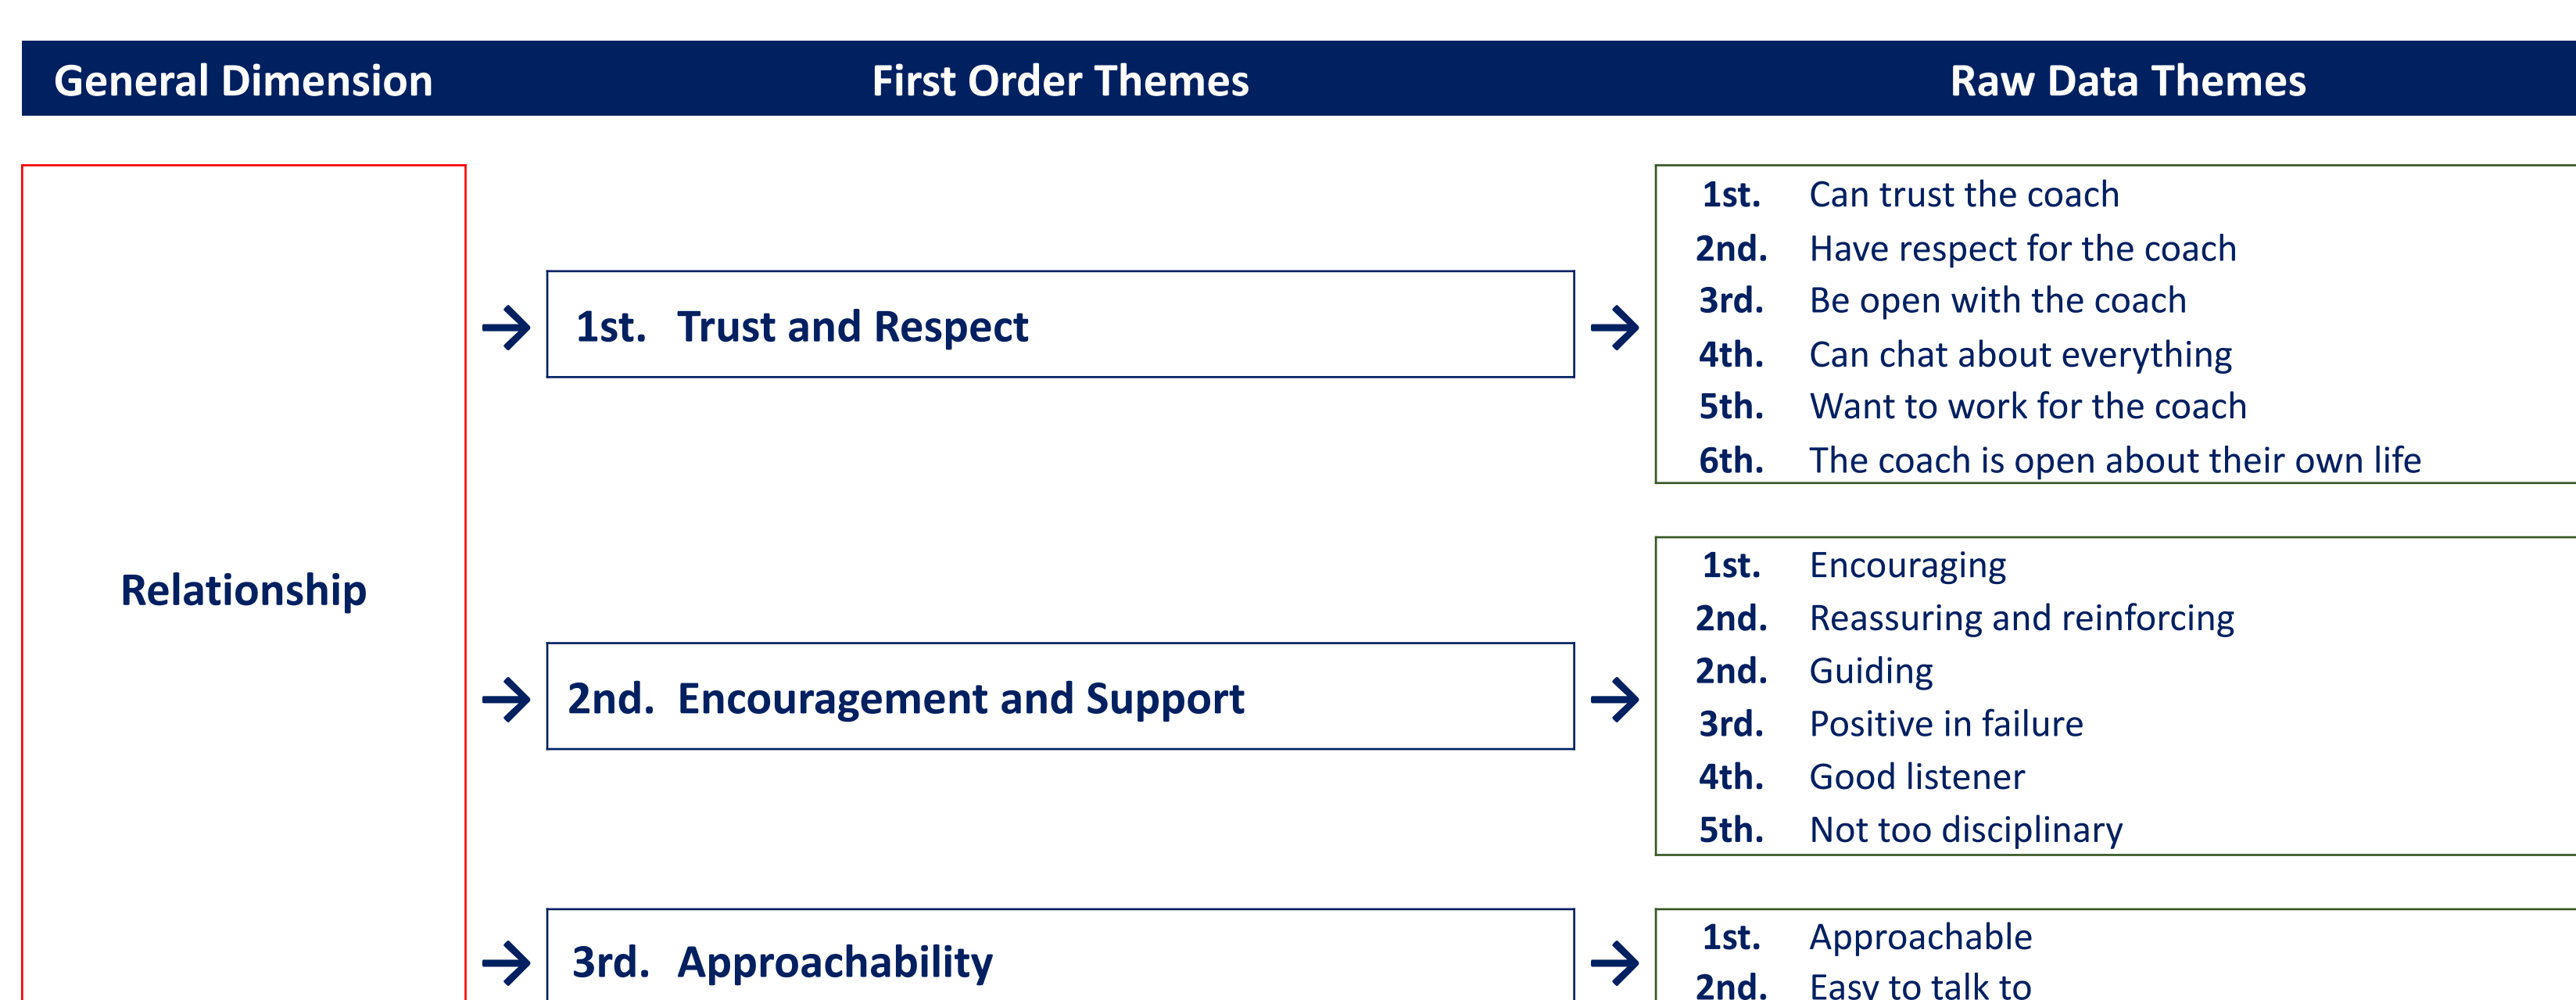 General Dimension First Order Themes Raw Data Themes
Relationship
1st. Trust and Respect
1st. Can trust the coach
2nd. Have respect for the coach
3rd. Be open with the coach
4th. Can chat about everything
5th. Want to work for the coach
6th. The coach is open about their own life
2nd. Encouragement and Support
1st. Encouraging
2nd. Reassuring and reinforcing
2nd. Guiding
3rd. Positive in failure
4th. Good listener
5th. Not too disciplinary
3rd. Approachability
1st. Approachable
2nd. Easy to talk to